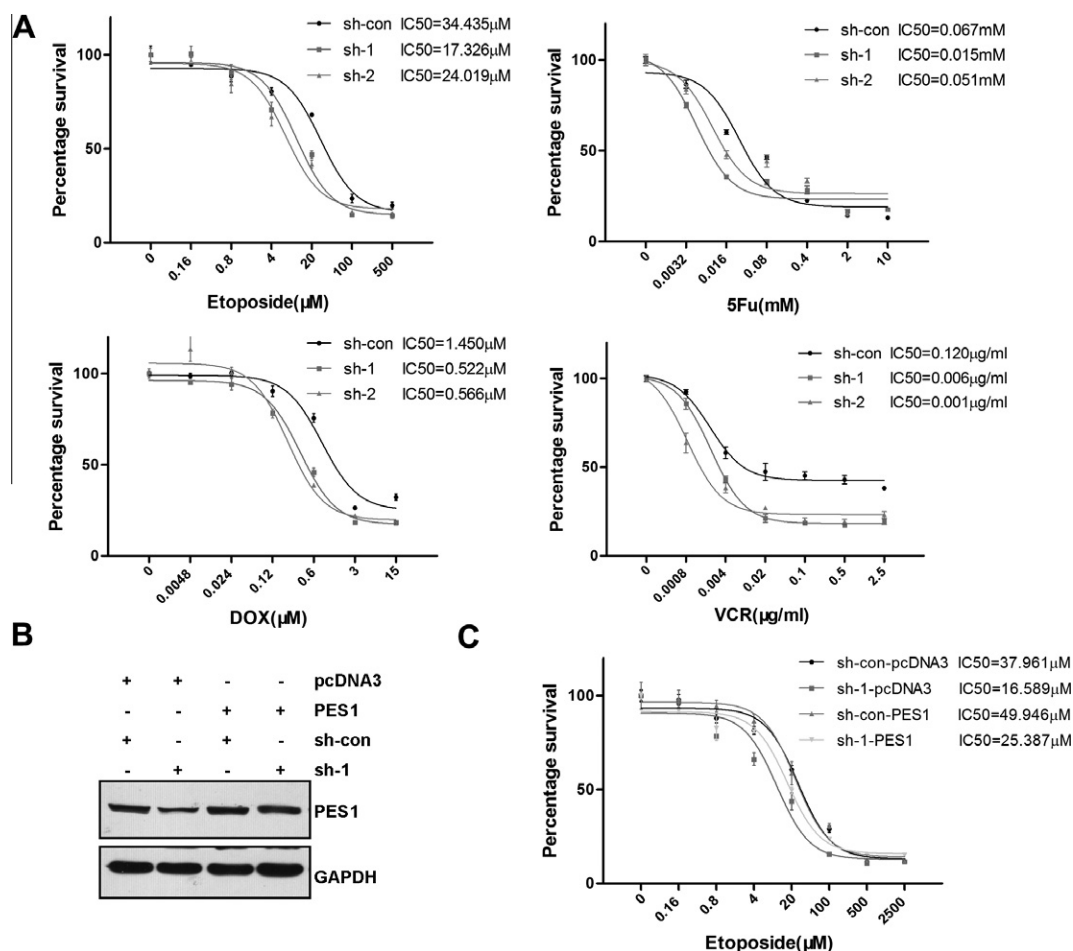 A
sh-con IC50=34.435μM
sh-1 IC50=17.326μM
sh-2 IC50=24.019μM
Percentage survival
100
50
0
0 0.16 0.8 4 20 100 500
Etoposide(μM)
sh-con IC50=0.067mM
sh-1 IC50=0.015mM
sh-2 IC50=0.051mM
Percentage survival
100
50
0
0 0.0032 0.016 0.08 0.4 2 10
5Fu(mM)
sh-con IC50=1.450μM
sh-1 IC50=0.522μM
sh-2 IC50=0.566μM
Percentage survival
100
50
0
0 0.0048 0.024 0.12 0.6 3 15
DOX(μM)
sh-con IC50=0.120μg/ml
sh-1 IC50=0.006μg/ml
sh-2 IC50=0.001μg/ml
Percentage survival
100
50
0
0 0.0008 0.004 0.02 0.1 0.5 2.5
VCR(μg/ml)
B
+ + - - pcDNA3
- - + + PES1
+ - + - sh-con
- + - + sh-1
PES1
GAPDH
C
sh-con-pcDNA3 IC50=37.961μM
sh-1-pcDNA3 IC50=16.589μM
sh-con-PES1 IC50=49.946μM
sh-1-PES1 IC50=25.387μM
Percentage survival
100
50
0
0 0.16 0.8 4 20 100 500 2500
Etoposide(μM)